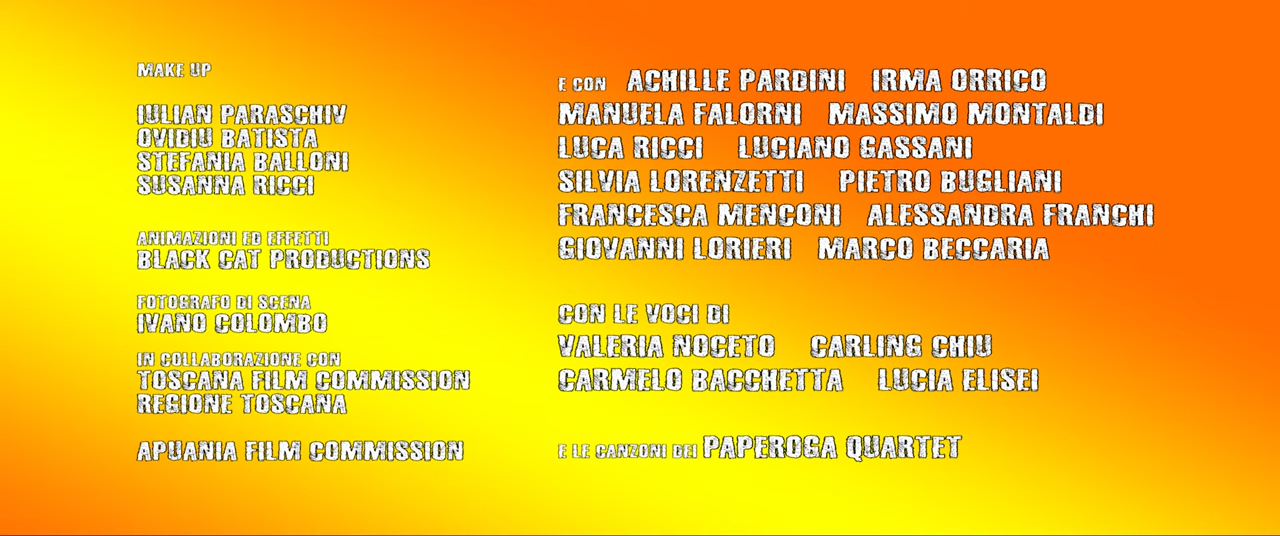 MAKE UP
IULIAN PARASCHIV
OVIDIU BATISTA
STEFANIA BALLONI
SUSANNA RICCI
ANIMAZIONI ED EFFETTI
BLACK CAT PRODUCTIONS
FOTOGRAFO DI SCENA
IVANO COLOMBO
IN COLLABORAZIONE CON
TOSCANA FILM COMMISSION
REGIONE TOSCANA
APUANIA FILM COMMISSION
E CON ACHILLE PARDINI IRMA ORRICO
MANUELA FALORNI MASSIMO MONTALDI
LUCA RICCI LUCIANO GASSANI
SILVIA LORENZETTI PIETRO BUGLIANI
FRANCESCA MENCONI ALESSANDRA FRANCHI
GIOVANNI LORIERI MARCO BECCARIA
CON LE VOCI DI
VALERIA NOCETO CARLING CHIU
CARMELO BACCHETTA LUCIA ELISEI
E LE CANZONI DEI PAPEROGA QUARTET